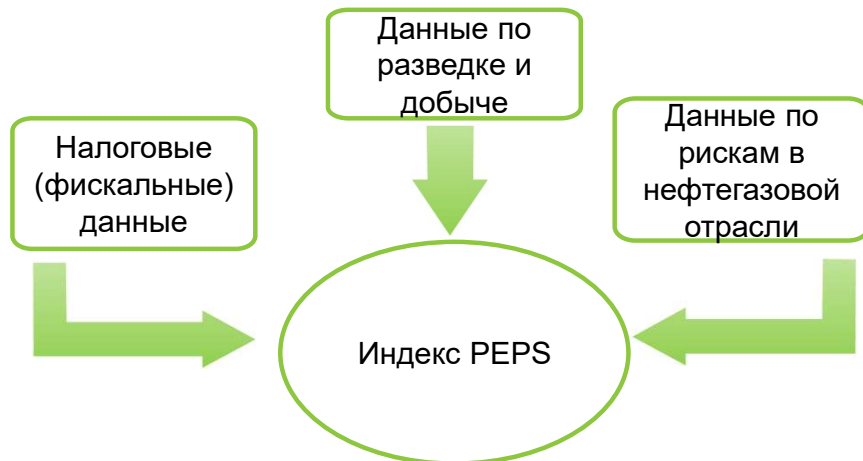 Данные по
разведке и
добыче
Налоговые
(фискальные)
данные
Данные по
рискам в
нефтегазовой
отрасли
Индекс PEPS